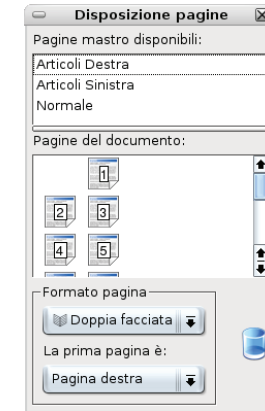 Disposizione pagine
Pagine mastro disponibili:
Articoli Destra
Articoli Sinistra
Normale
Pagine del documento:
1
2 3
4 5
Formato pagina
Doppia facciata
La prima pagina è:
Pagina destra